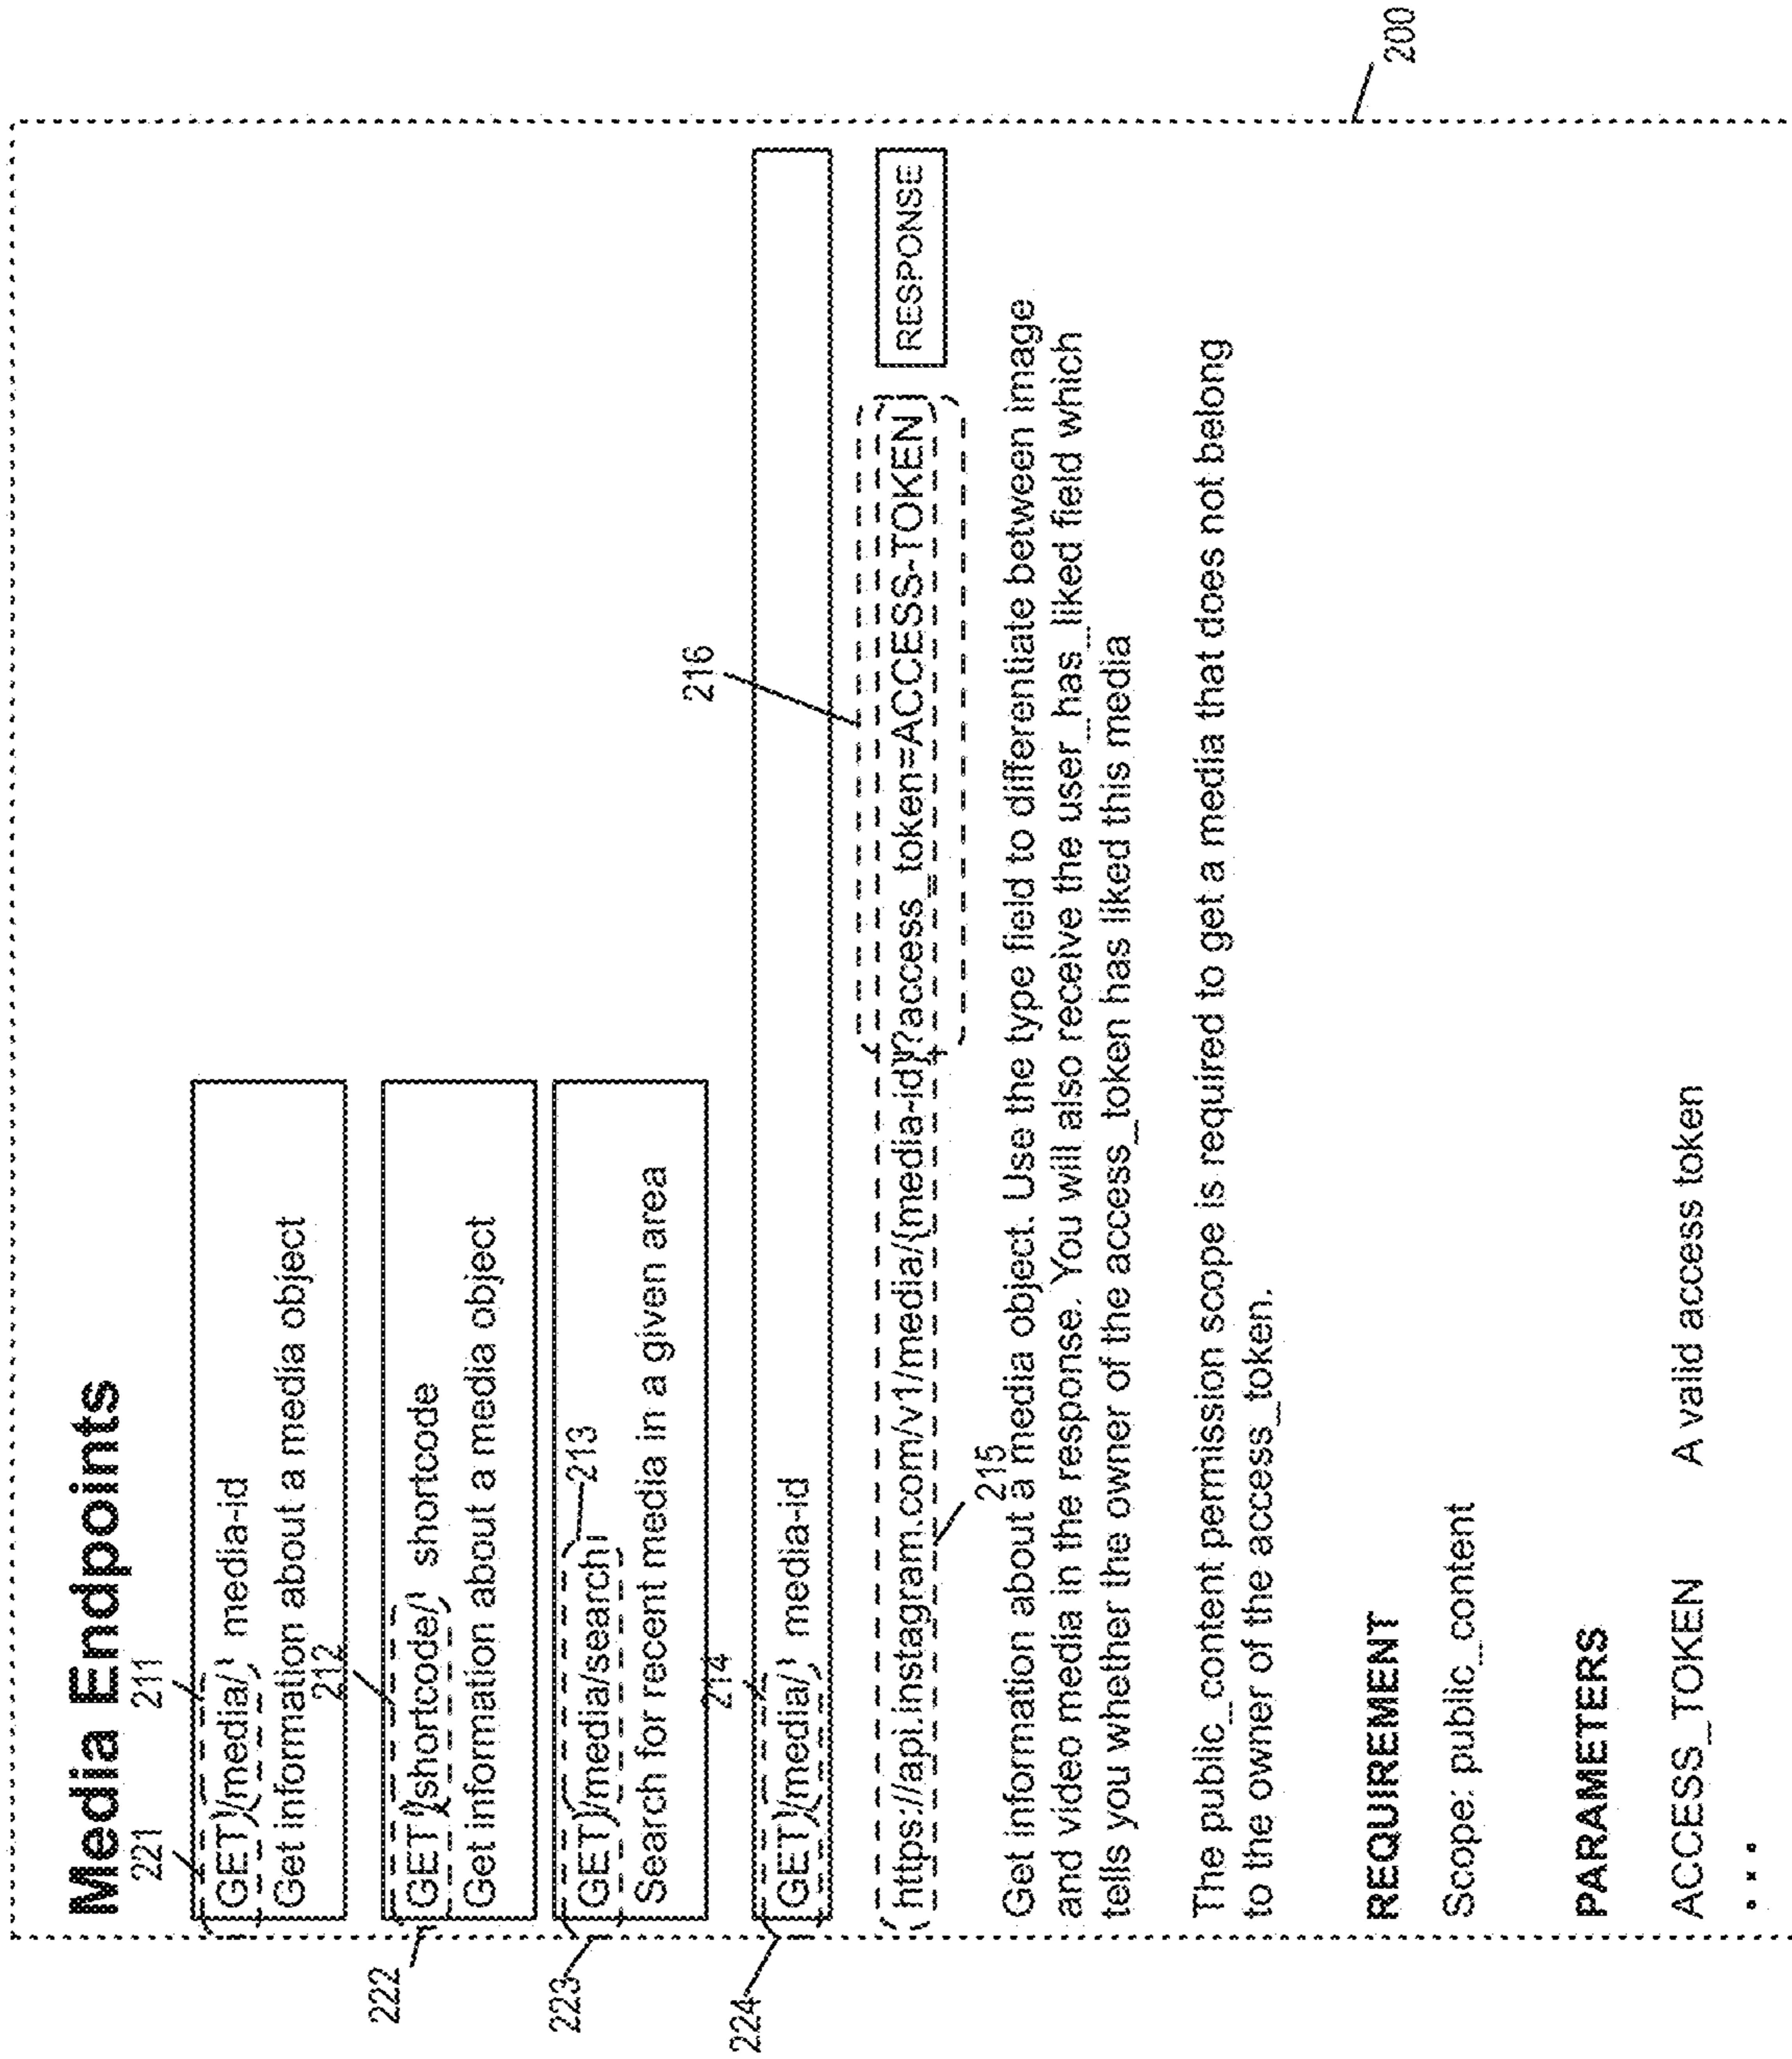 Media Endpoints
221
211
GET /media/ media-id
Get information about a media object
212
222
GET /shortcode/ shortcode
Get information about a media object
213
223
GET /media/search
Search for recent media in a given area
214
224
GET /media/ media-id
216
https://api.instagram.com/v1/media/{media-id}?access_token=ACCESS-TOKEN
RESPONSE
215
Get information about a media object. Use the type field to differentiate between image
and video media in the response. You will also receive the user_has_liked field which
tells you whether the owner of the access_token has liked this media
The public_content permission scope is required to get a media that does not belong
to the owner of the access_token.
REQUIREMENT
Scope: public_content
PARAMETERS
ACCESS_TOKEN A valid access token
...
200